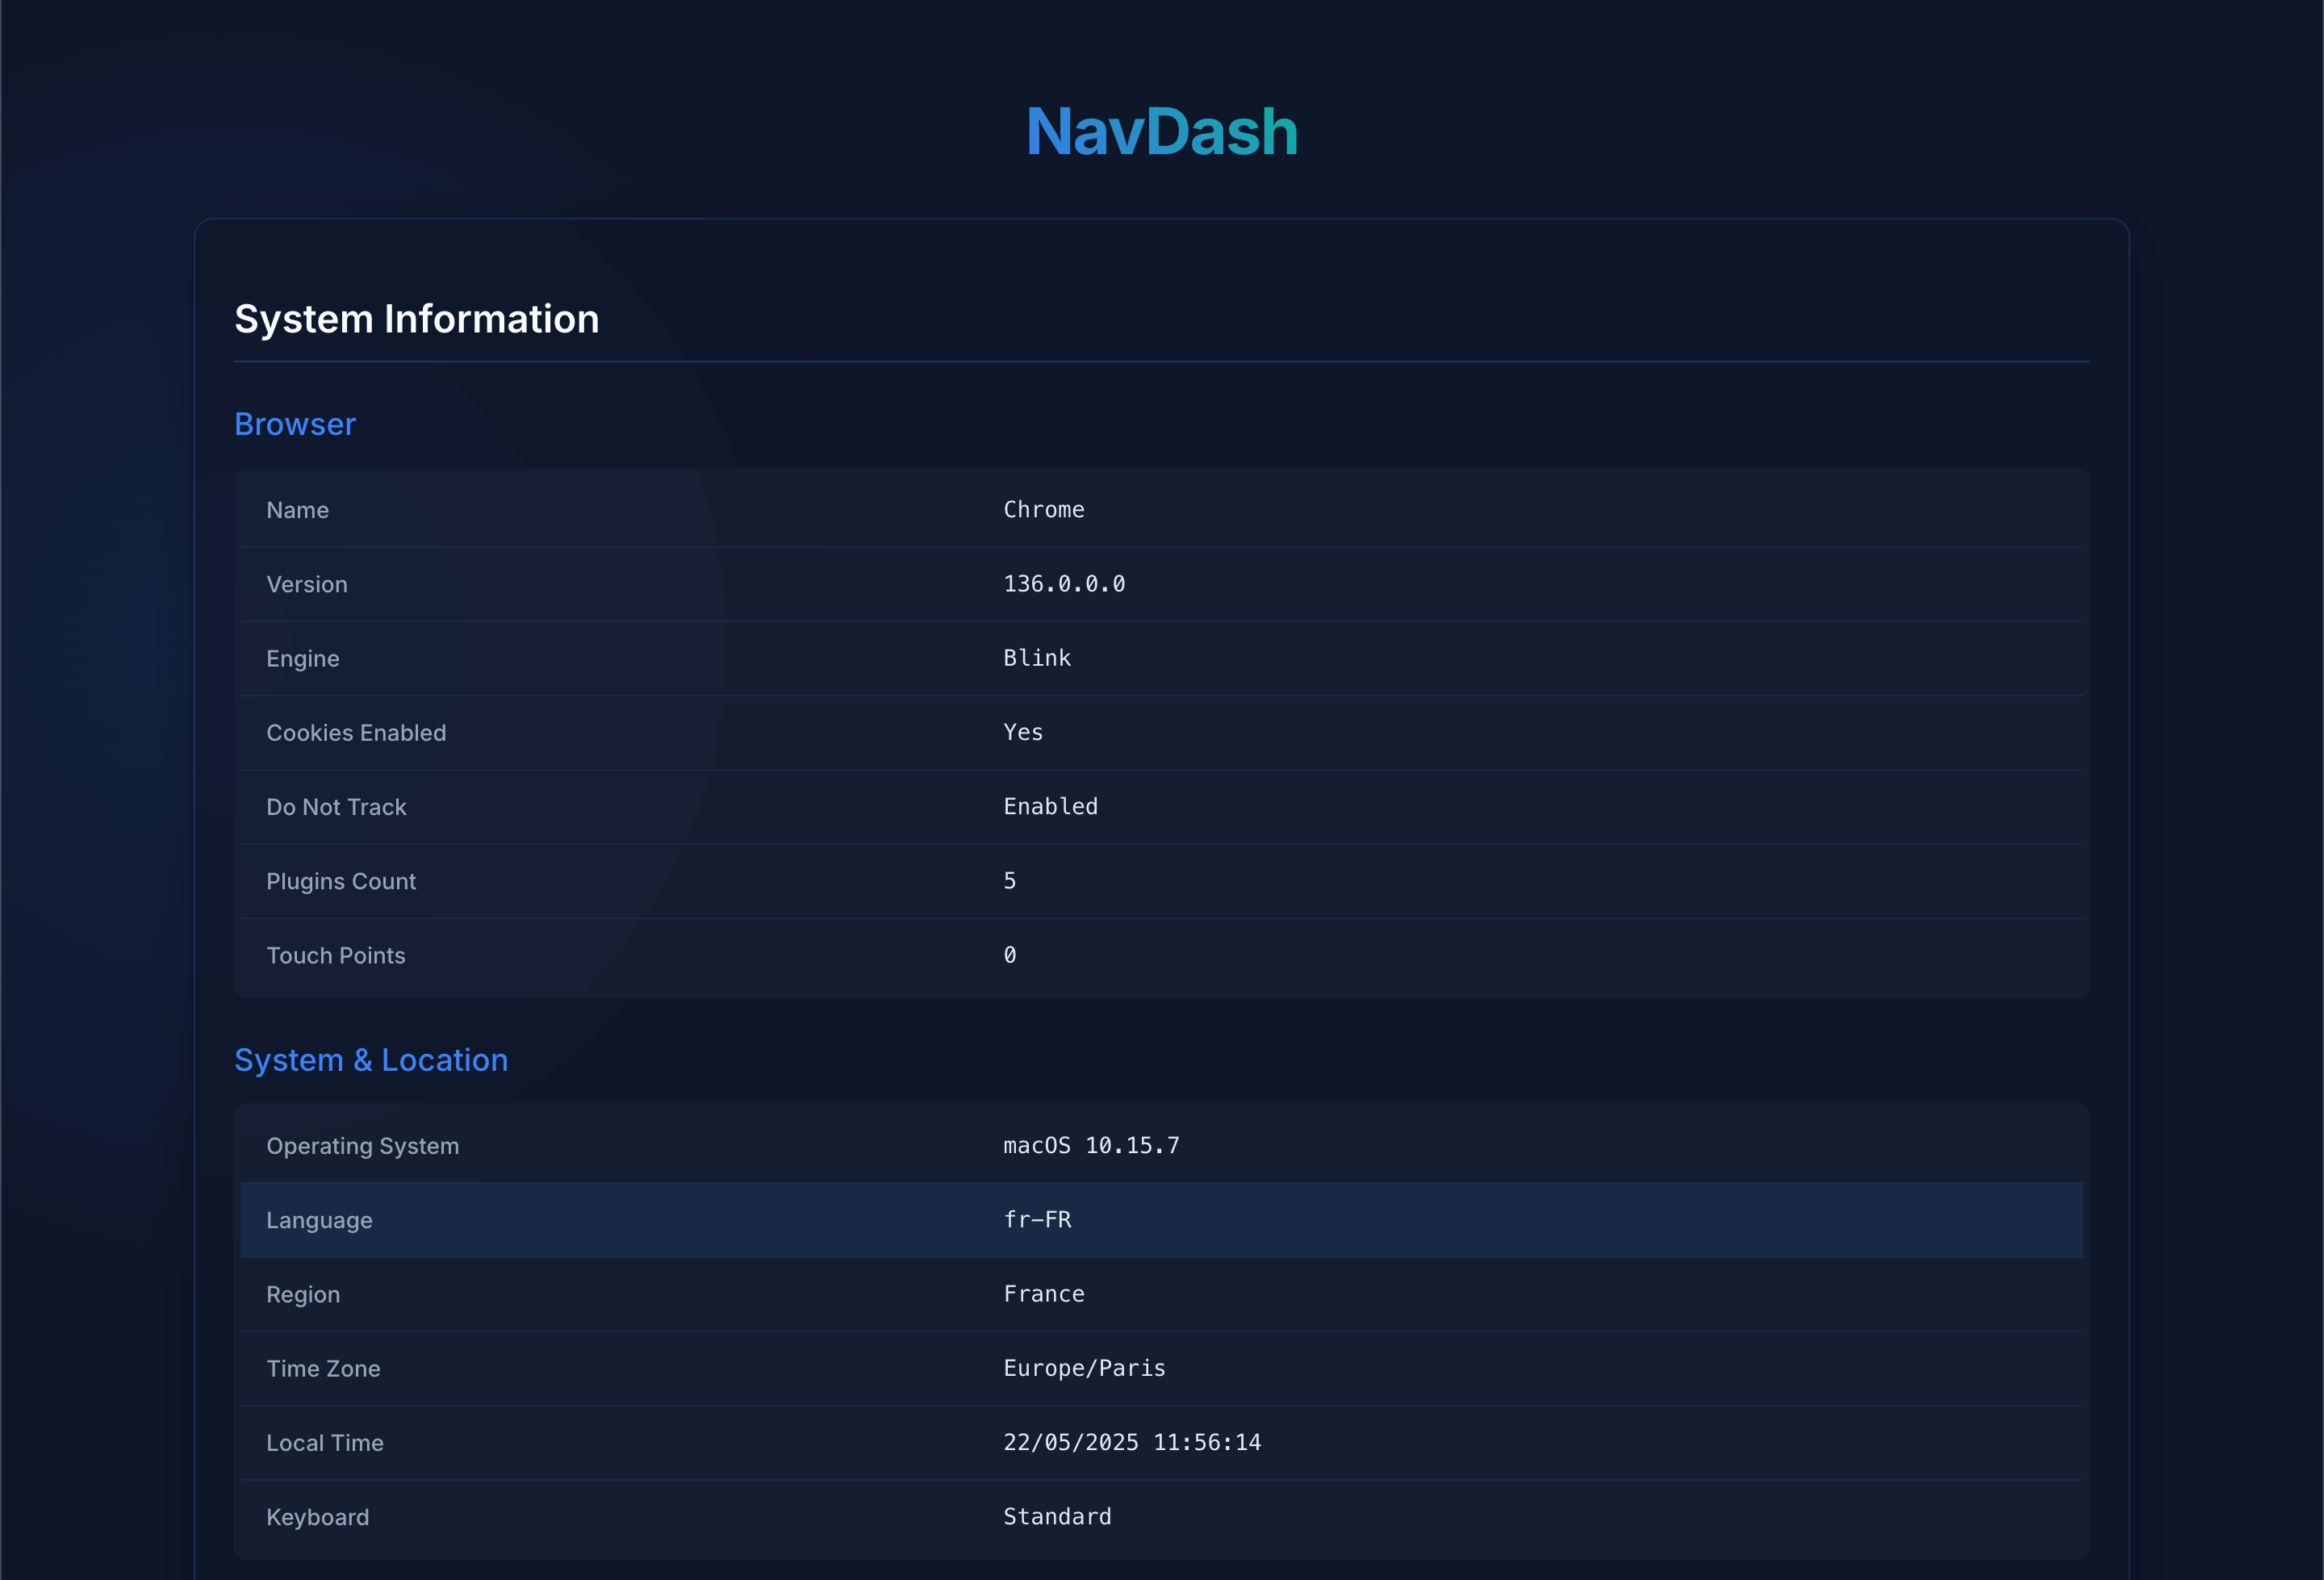 NavDash
System Information
Browser
Name Chrome
Version 136.0.0.0
Engine Blink
Cookies Enabled Yes
Do Not Track Enabled
Plugins Count 5
Touch Points 0
System & Location
Operating System macOS 10.15.7
Language fr-FR
Region France
Time Zone Europe/Paris
Local Time 22/05/2025 11:56:14
Keyboard Standard